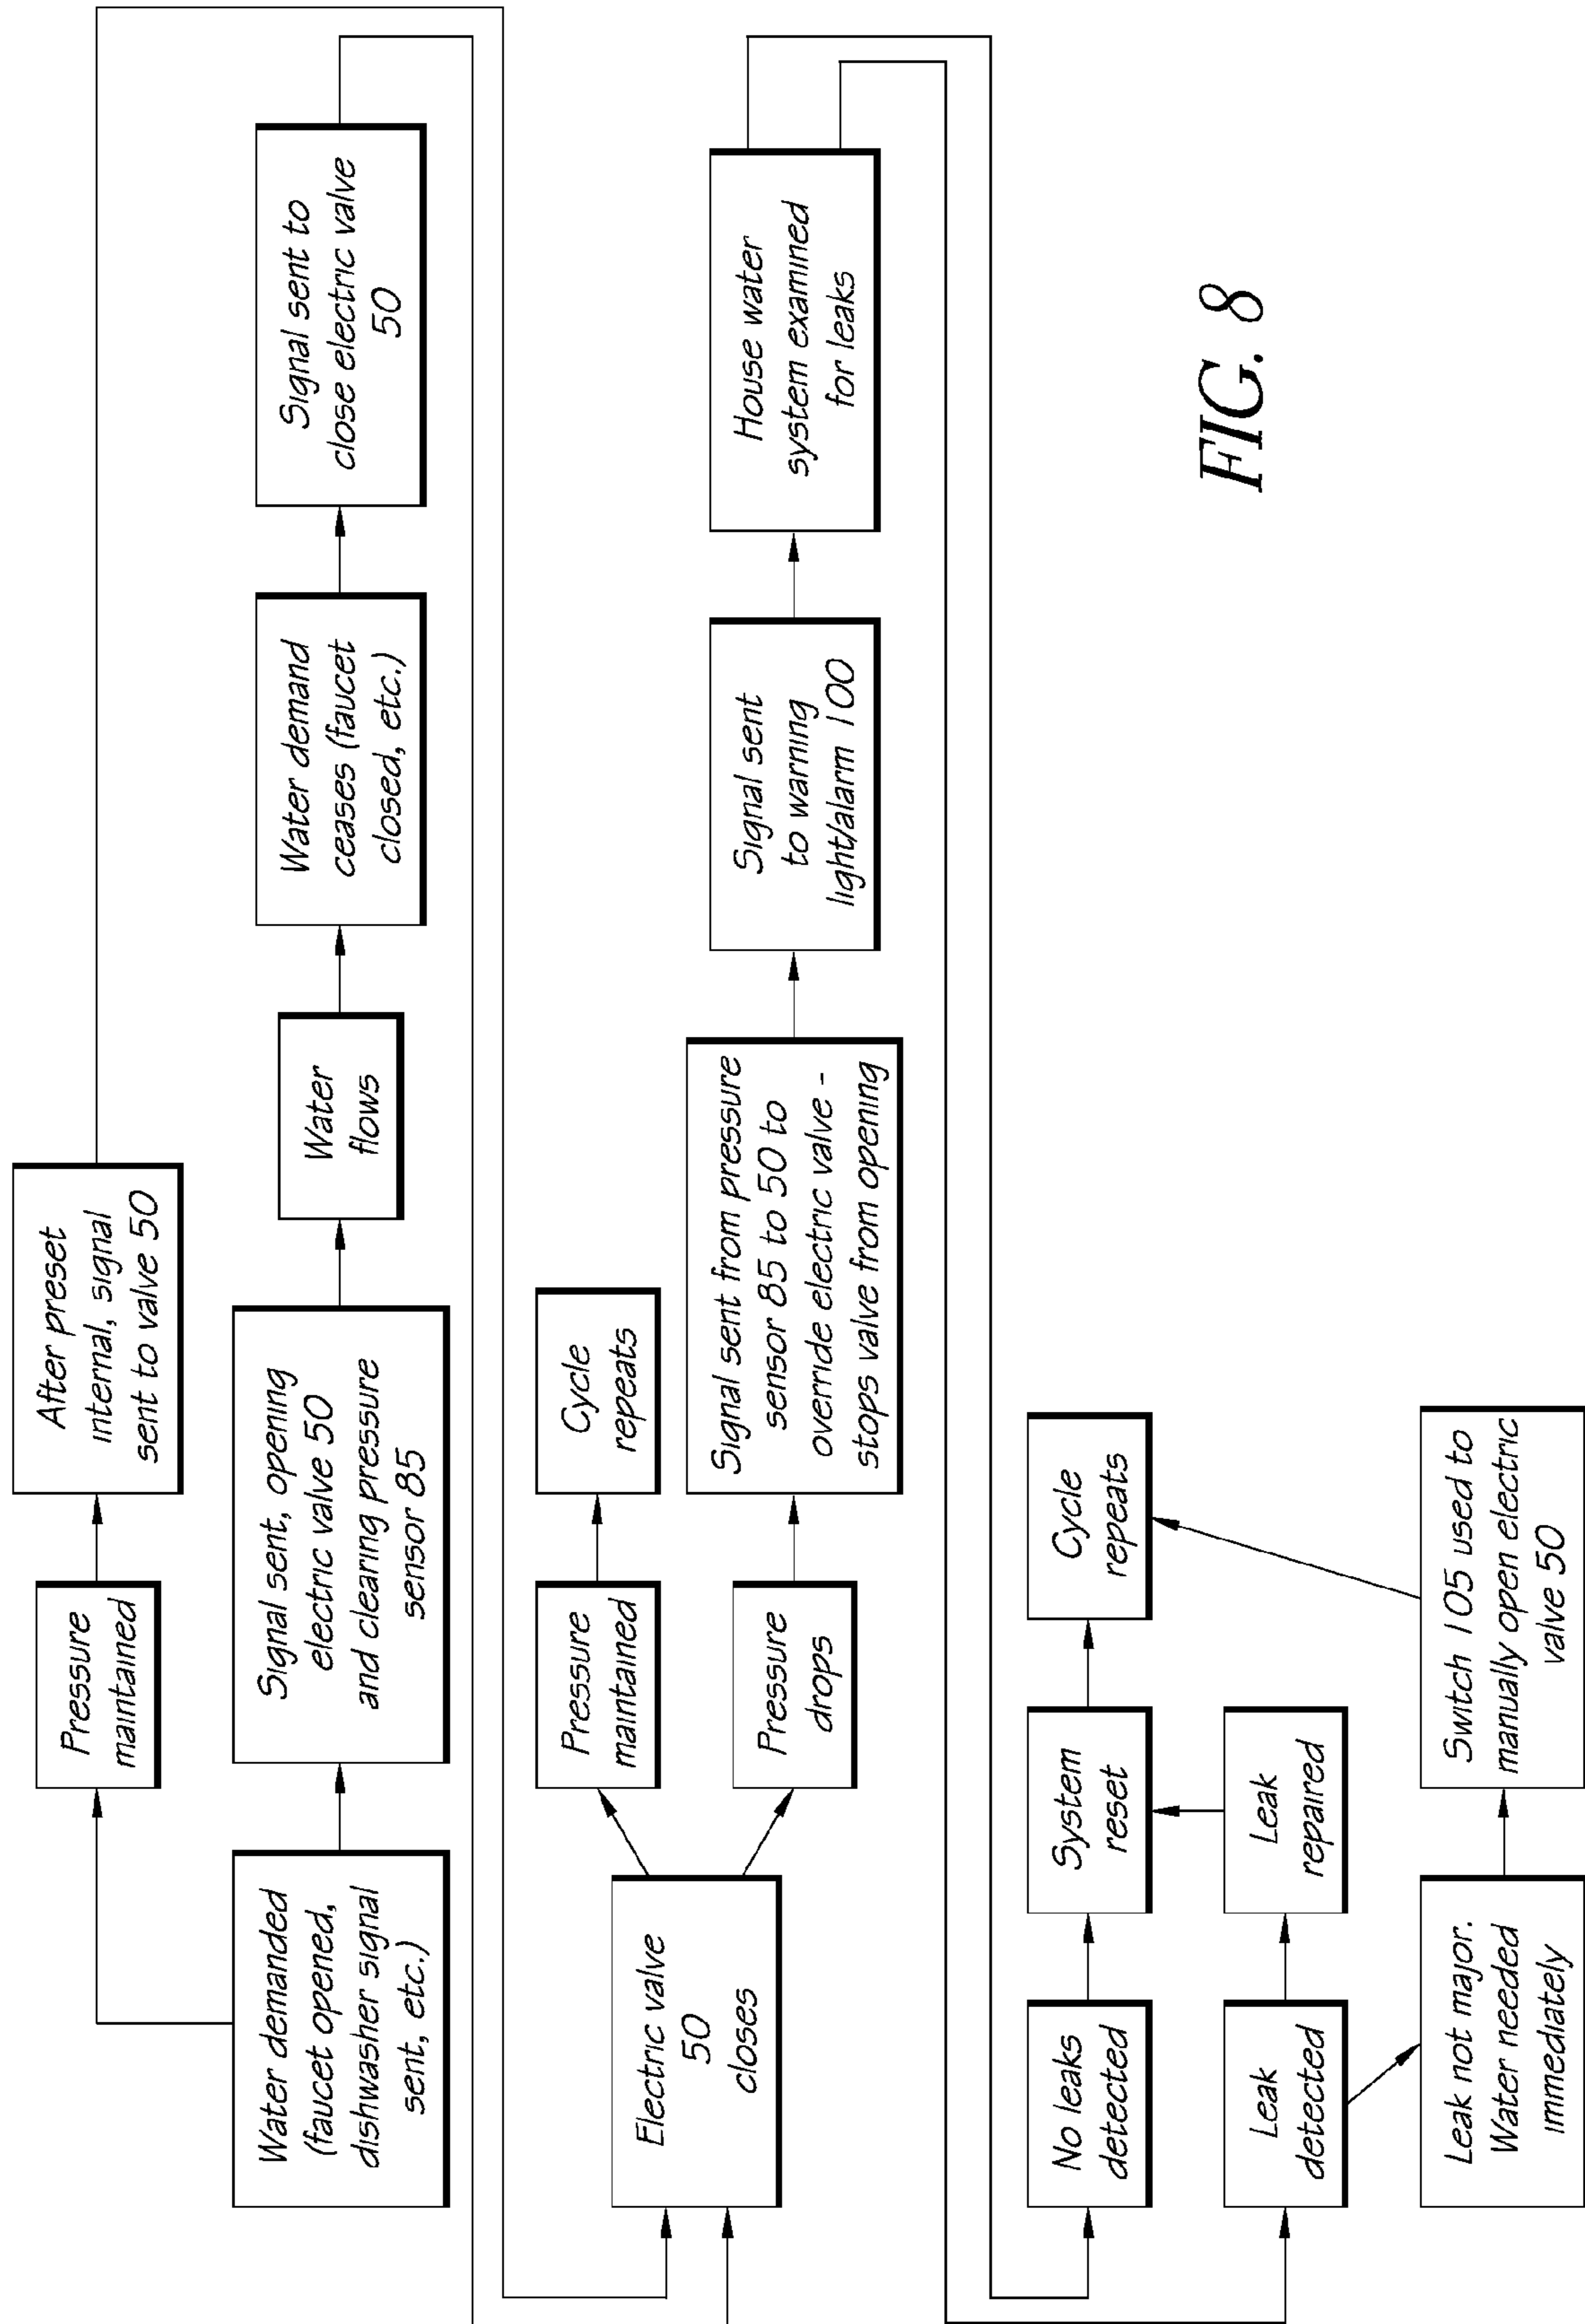 Pressure
maintained
After preset
internal, signal
sent to valve 50
Water demanded
(faucet opened,
dishwasher signal
sent, etc.)
Signal sent, opening
electric valve 50
and clearing pressure
sensor 85
Water
flows
Water demand
ceases (faucet
closed, etc.)
Signal sent to
close electric valve
50
Electric valve
50
closes
Pressure
maintained
Cycle
repeats
Pressure
drops
Signal sent from pressure
sensor 85 to 50 to
override electric valve -
stops valve from opening
Signal sent
to warning
light/alarm 100
House water
system examined
for leaks
No leaks
detected
System
reset
Cycle
repeats
Leak
detected
Leak
repaired
Leak not major.
Water needed
immediately
Switch 105 used to
manually open electric
valve 50
FIG. 8